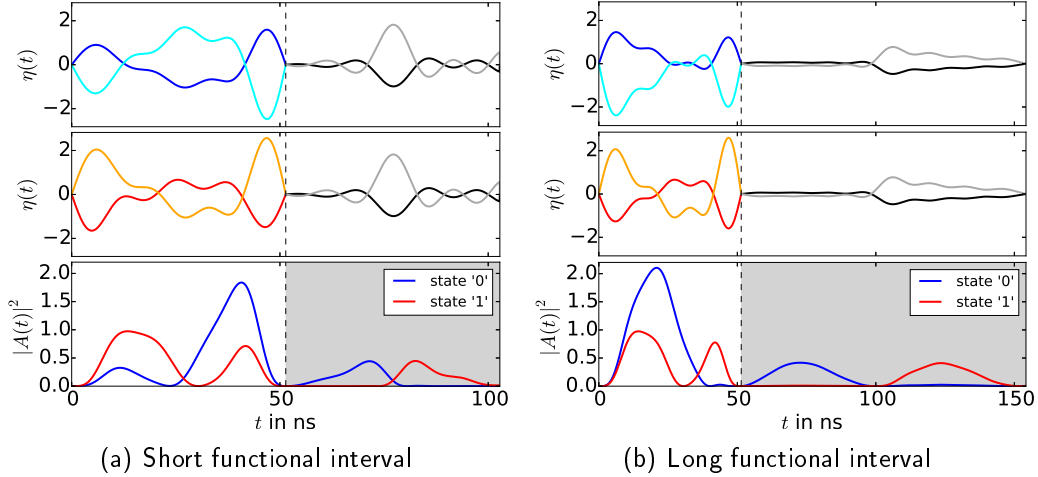 2
0
−2
η(t)
2
0
−2
η(t)
2.0
1.5
1.0
0.5
0.0
|A(t)|²
state '0'
state '1'
0 50 100
t in ns
(a) Short functional interval
2
0
−2
η(t)
2
0
−2
η(t)
2.0
1.5
1.0
0.5
0.0
|A(t)|²
state '0'
state '1'
0 50 100 150
t in ns
(b) Long functional interval